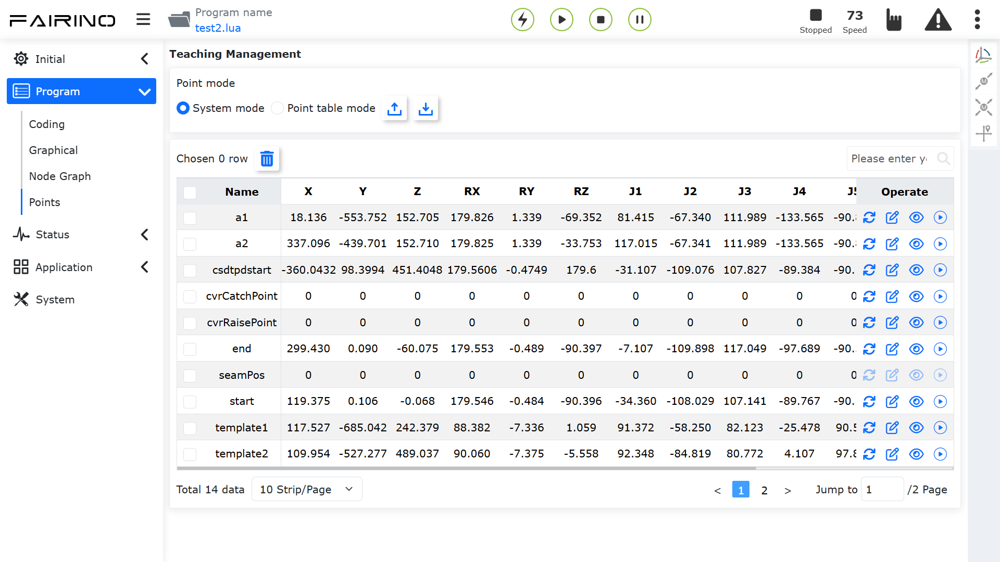 FAIRINO
Program name
test2.lua
Stopped
73
Speed
Initial
Program
Coding
Graphical
Node Graph
Points
Status
Application
System
Teaching Management
Point mode
System mode Point table mode
Chosen 0 row
Please enter
Name X Y Z RX RY RZ J1 J2 J3 J4 J5 Operate
a1 18.136 -553.752 152.705 179.826 1.339 -69.352 81.415 -67.340 111.989 -133.565
a2 337.096 -439.701 152.710 179.825 1.339 -33.753 117.015 -67.341 111.989 -133.565
csdtpdstart -360.0432 98.3994 451.4048 179.5606 -0.4749 179.6 -31.107 -109.076 107.827 -89.384 -90.
cvrCatchPoint 0 0 0 0 0 0 0 0 0 0 0
cvrRaisePoint 0 0 0 0 0 0 0 0 0 0 0
end 299.430 0.090 -60.075 179.553 -0.489 -90.397 -7.107 -109.898 117.049 -97.689 -90.
seamPos 0 0 0 0 0 0 0 0 0 0 0
start 119.375 0.106 -0.068 179.546 -0.484 -90.396 -34.360 -108.029 107.141 -89.767 -90.
template1 117.527 -685.042 242.379 88.382 -7.336 1.059 91.372 -58.250 82.123 -25.478 90.5
template2 109.954 -527.277 489.037 90.060 -7.375 -5.558 92.348 -84.819 80.772 4.107 97.8
Total 14 data 10 Strip/Page < 1 2 > Jump to 1 /2 Page